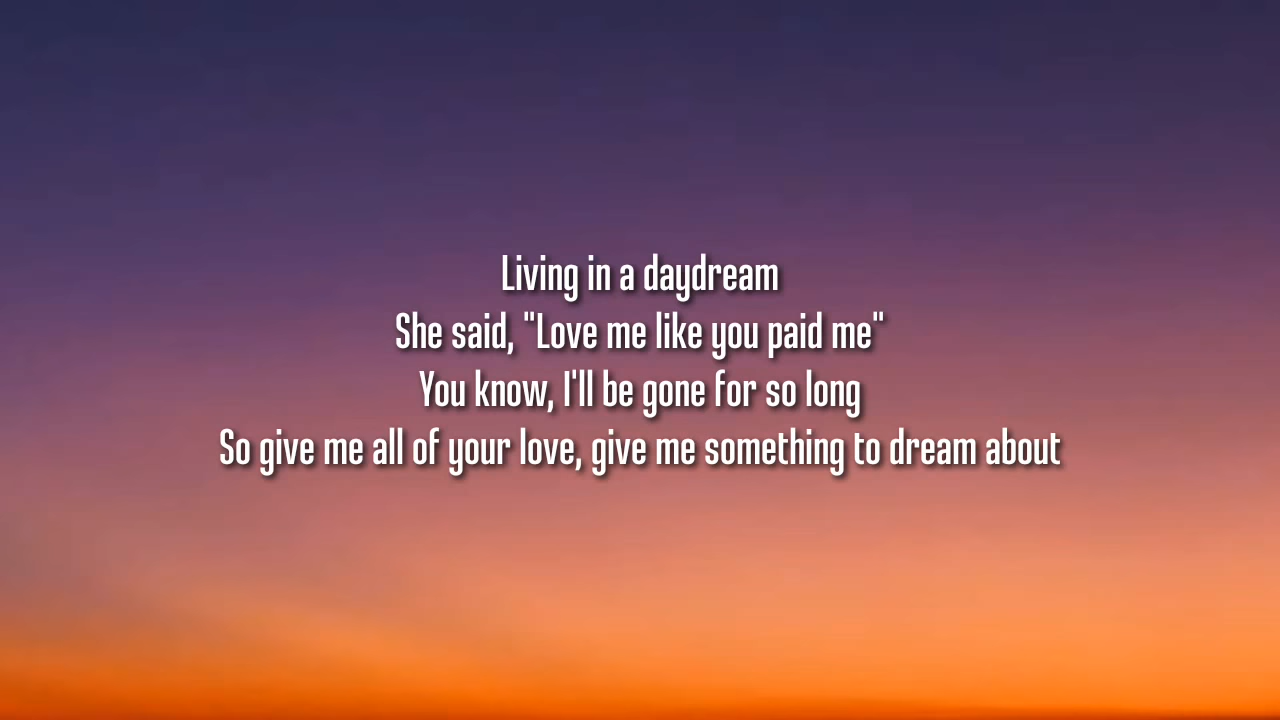 Living in a daydream
She said, "Love me like you paid me"
You know, I'll be gone for so long
So give me all of your love, give me something to dream about